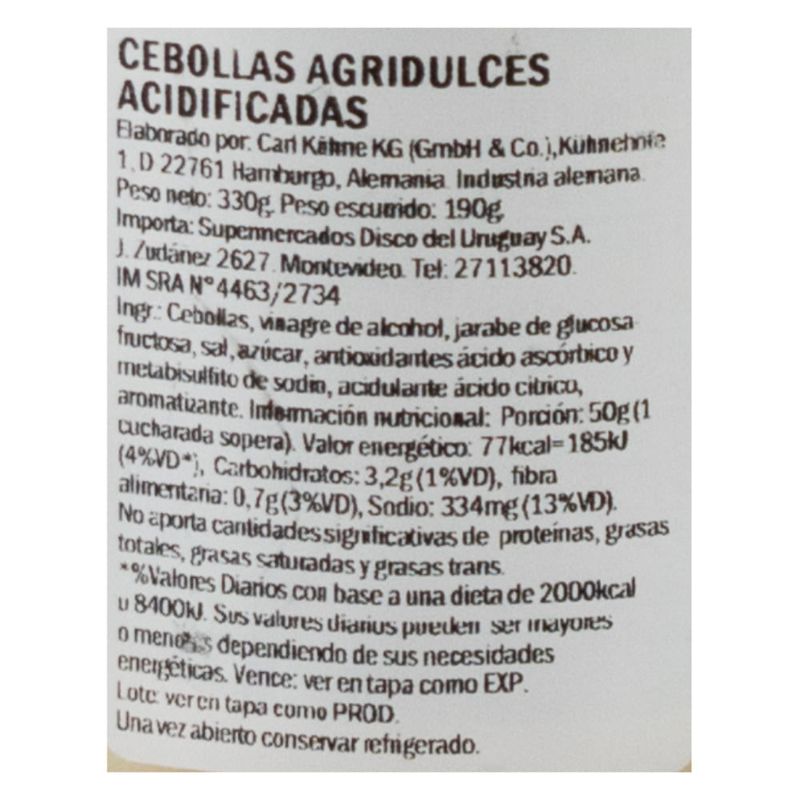 CEBOLLAS AGRIDULCES
ACIDIFICADAS
Elaborado por: Carl Kühne KG (GmbH & Co.),Kühnehofe
1, D 22761 Hamburgo, Alemania. Industria alemana.
Peso neto: 330g. Peso escurrido: 190g.
Importa: Supermercados Disco del Uruguay S.A.
J. Zudánez 2627. Montevideo. Tel: 27113820.
IM SRA N°4463/2734
Ingr.: Cebollas, vinagre de alcohol, jarabe de glucosa
fructosa, sal, azúcar, antioxidantes ácido ascórbico y
metabisulfito de sodio, acidulante ácido cítrico,
aromatizante. Información nutricional: Porción: 50g (1
cucharada sopera). Valor energético: 77kcal=185kJ
(4%VD*), Carbohidratos: 3,2g (1%VD), fibra
alimentaria: 0,7g (3%VD), Sodio: 334mg (13%VD).
No aporta cantidades significativas de proteínas, grasas
totales, grasas saturadas y grasas trans.
*%Valores Diarios con base a una dieta de 2000kcal
u 8400kJ. Sus valores diarios pueden ser mayores
o menores dependiendo de sus necesidades
energéticas. Vence: ver en tapa como EXP.
Lote: ver en tapa como PROD.
Una vez abierto conservar refrigerado.